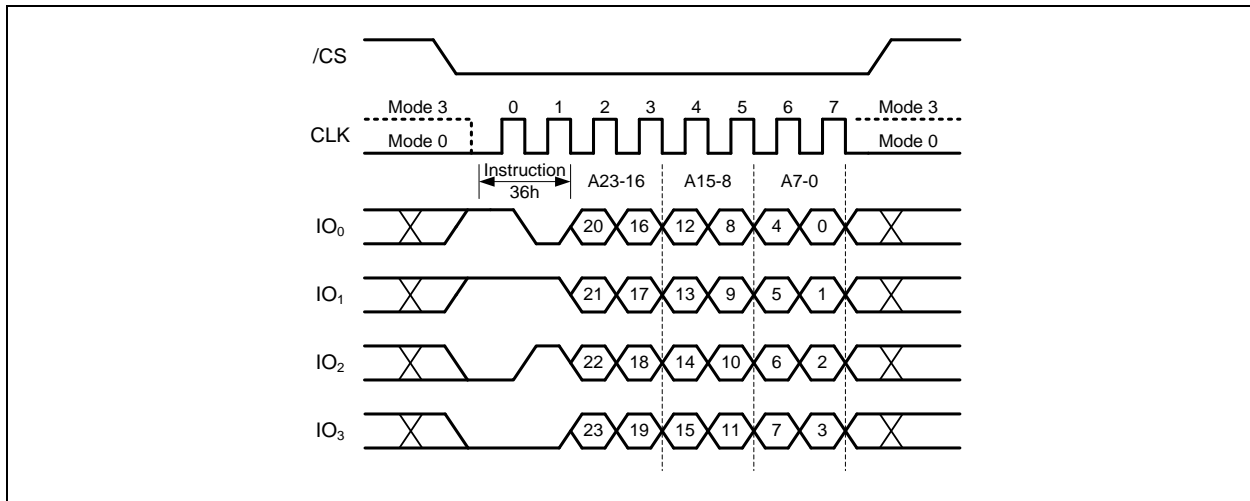 /CS
Mode 3 0 1 2 3 4 5 6 7 Mode 3
CLK
Mode 0 Mode 0
Instruction
36h
A23-16 A15-8 A7-0
IO0 20 16 12 8 4 0
IO1 21 17 13 9 5 1
IO2 22 18 14 10 6 2
IO3 23 19 15 11 7 3